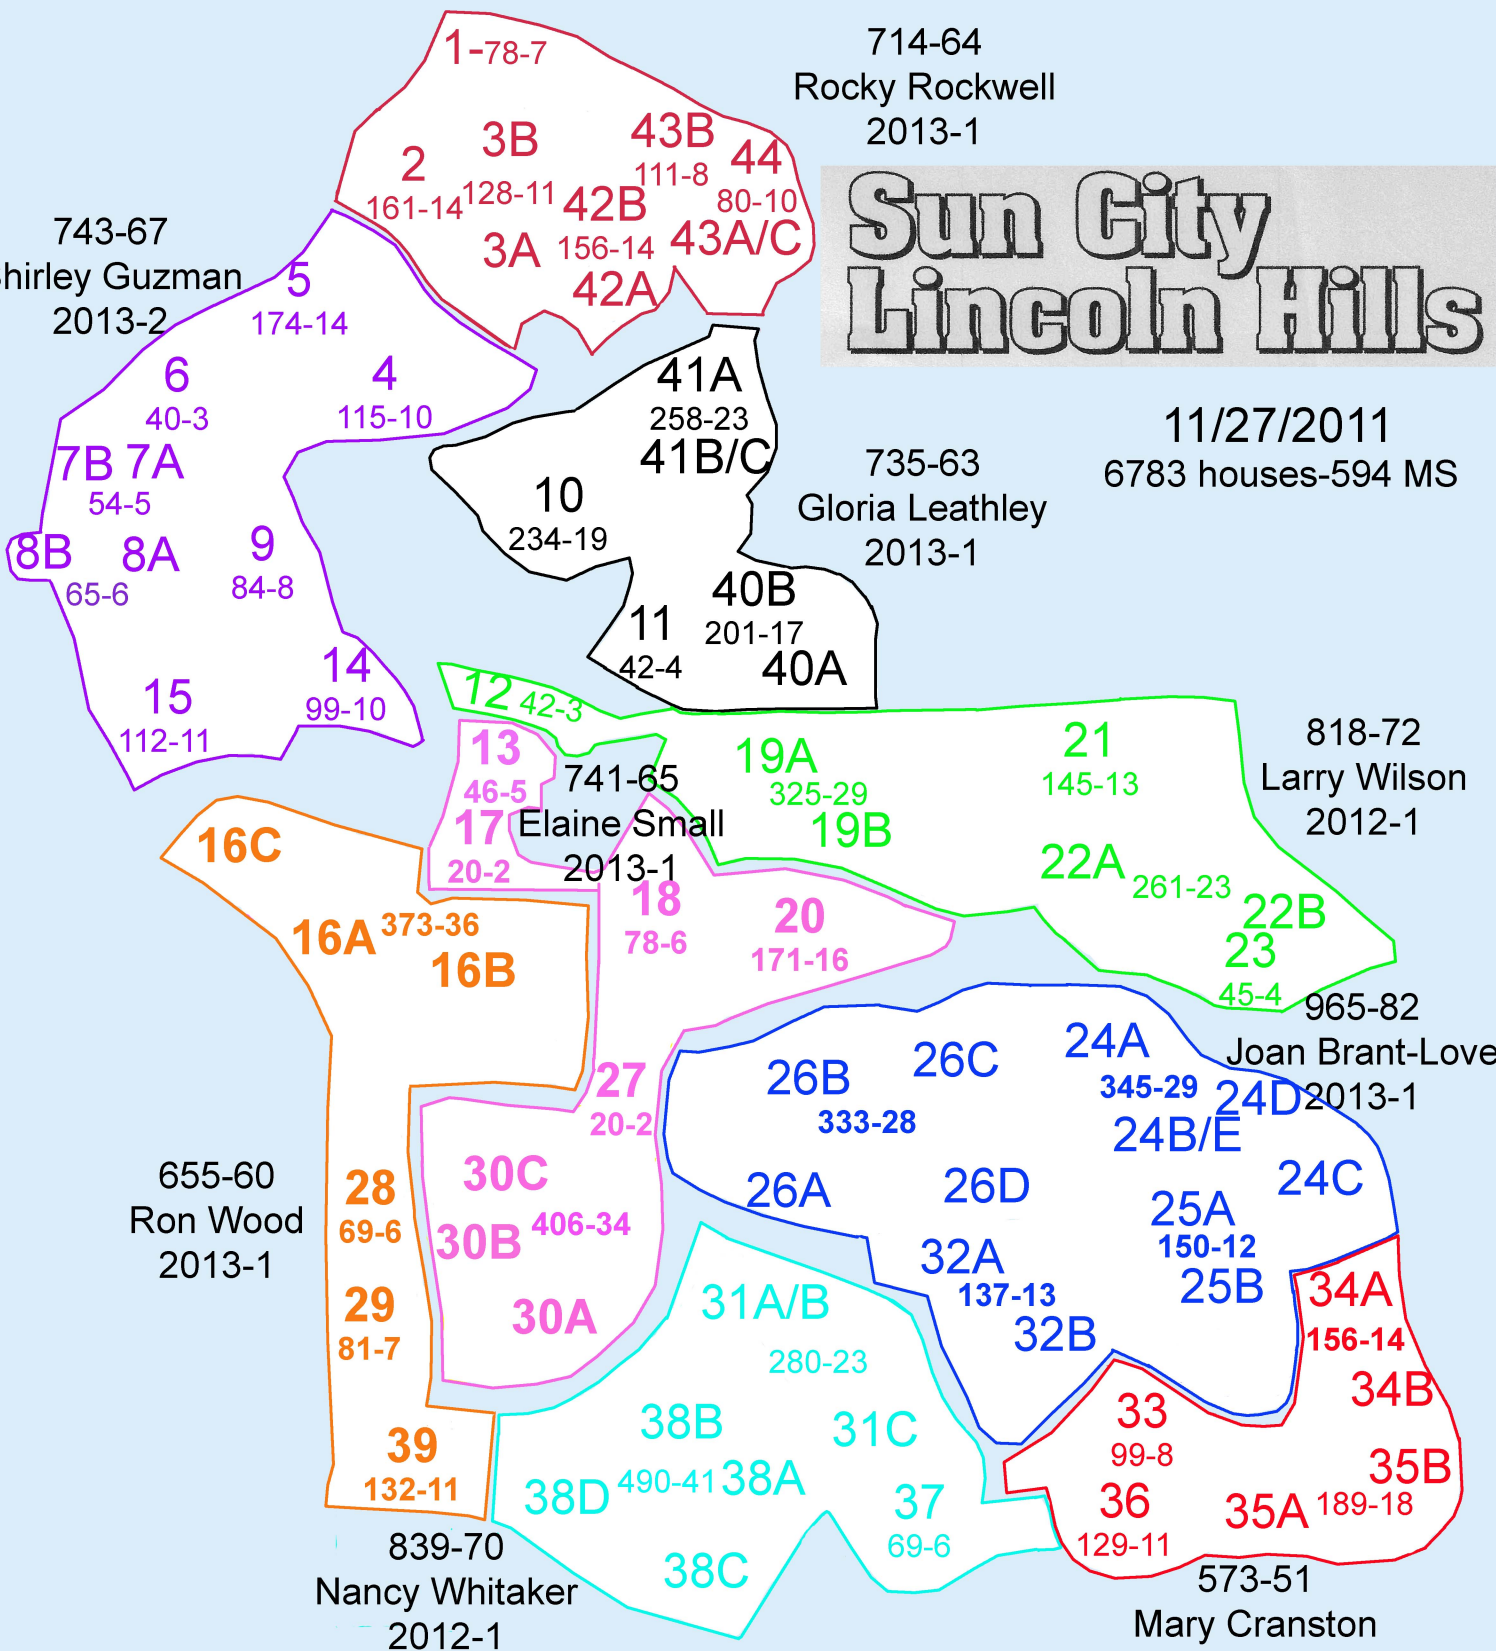 1-78-7
714-64
Rocky Rockwell
2013-1
2
161-14
3B
128-11
3A
43B
111-8
44
80-10
42B
156-14
43A/C
42A
Sun City
Lincoln Hills
11/27/2011
6783 houses-594 MS
743-67
Shirley Guzman
2013-2
5
174-14
6
40-3
4
115-10
7B 7A
54-5
8B 8A
65-6
9
84-8
15
112-11
14
99-10
41A
258-23
41B/C
10
234-19
40B
201-17
40A
11
42-4
735-63
Gloria Leathley
2013-1
12 42-3
19A
325-29
19B
21
145-13
22A
261-23
22B
23
45-4
818-72
Larry Wilson
2012-1
13
46-5
17
20-2
741-65
Elaine Small
2013-1
18
78-6
20
171-16
27
20-2
30C
30B 406-34
30A
16C
16A 373-36
16B
28
69-6
29
81-7
39
132-11
655-60
Ron Wood
2013-1
965-82
Joan Brant-Love
2013-1
26B
333-28
26C
24A
345-29
24D
24B/E
26A
26D
24C
25A
150-12
25B
32A
137-13
32B
31A/B
280-23
38B
31C
38D 490-41 38A
37
69-6
38C
839-70
Nancy Whitaker
2012-1
34A
156-14
34B
33
99-8
35B
36
129-11
35A 189-18
573-51
Mary Cranston